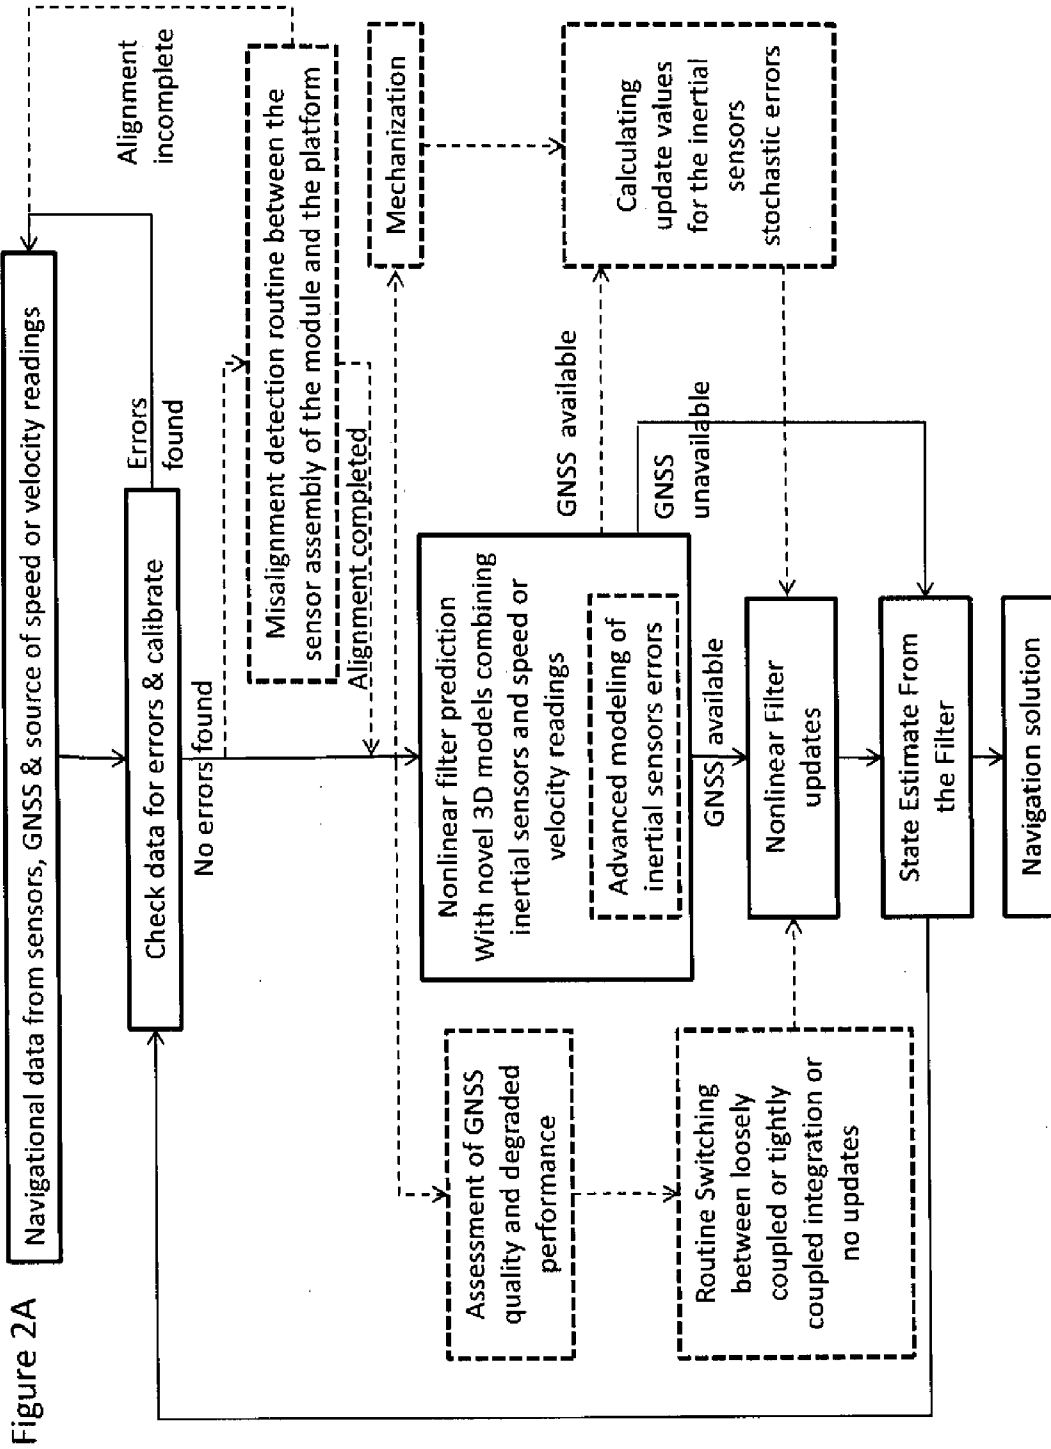 Figure 2A
Navigational data from sensors, GNSS & source of speed or velocity readings
Check data for errors & calibrate
Errors
found
Alignment
incomplete
No errors found
Misalignment detection routine between the
sensor assembly of the module and the platform
Alignment completed
Mechanization
Assessment of GNSS
quality and degraded
performance
Nonlinear filter prediction
With novel 3D models combining
inertial sensors and speed or
velocity readings
Advanced modeling of
inertial sensors errors
GNSS available
Calculating
update values
for the inertial
sensors
stochastic errors
GNSS
unavailable
GNSS available
Routine Switching
between loosely
coupled or tightly
coupled integration or
no updates
Nonlinear Filter
updates
State Estimate From
the Filter
Navigation solution